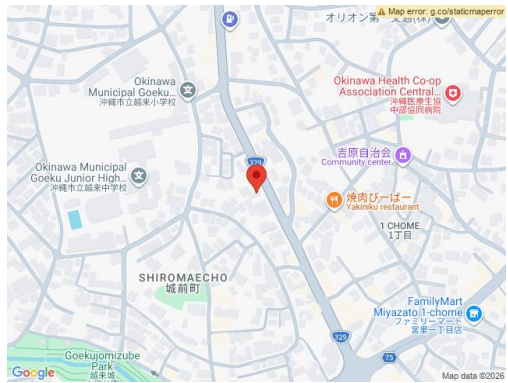 Map error: g.co/staticmaperror
Okinawa
Municipal Goeku...
沖縄市立越来小学校
Okinawa Health Co-op
Association Central...
沖縄医療生協
中部協同病院
329
吉原自治会
Community center
Okinawa Municipal
Goeku Junior High...
沖縄市立越来中学校
焼肉びーばー
Yakiniku restaurant
1 CHOME
1丁目
SHIROMAECHO
城前町
FamilyMart
Miyazato 1-chome
ファミリーマート
宮里一丁目店
329
75
Goekujomizube
Park
Google
Map data ©2026